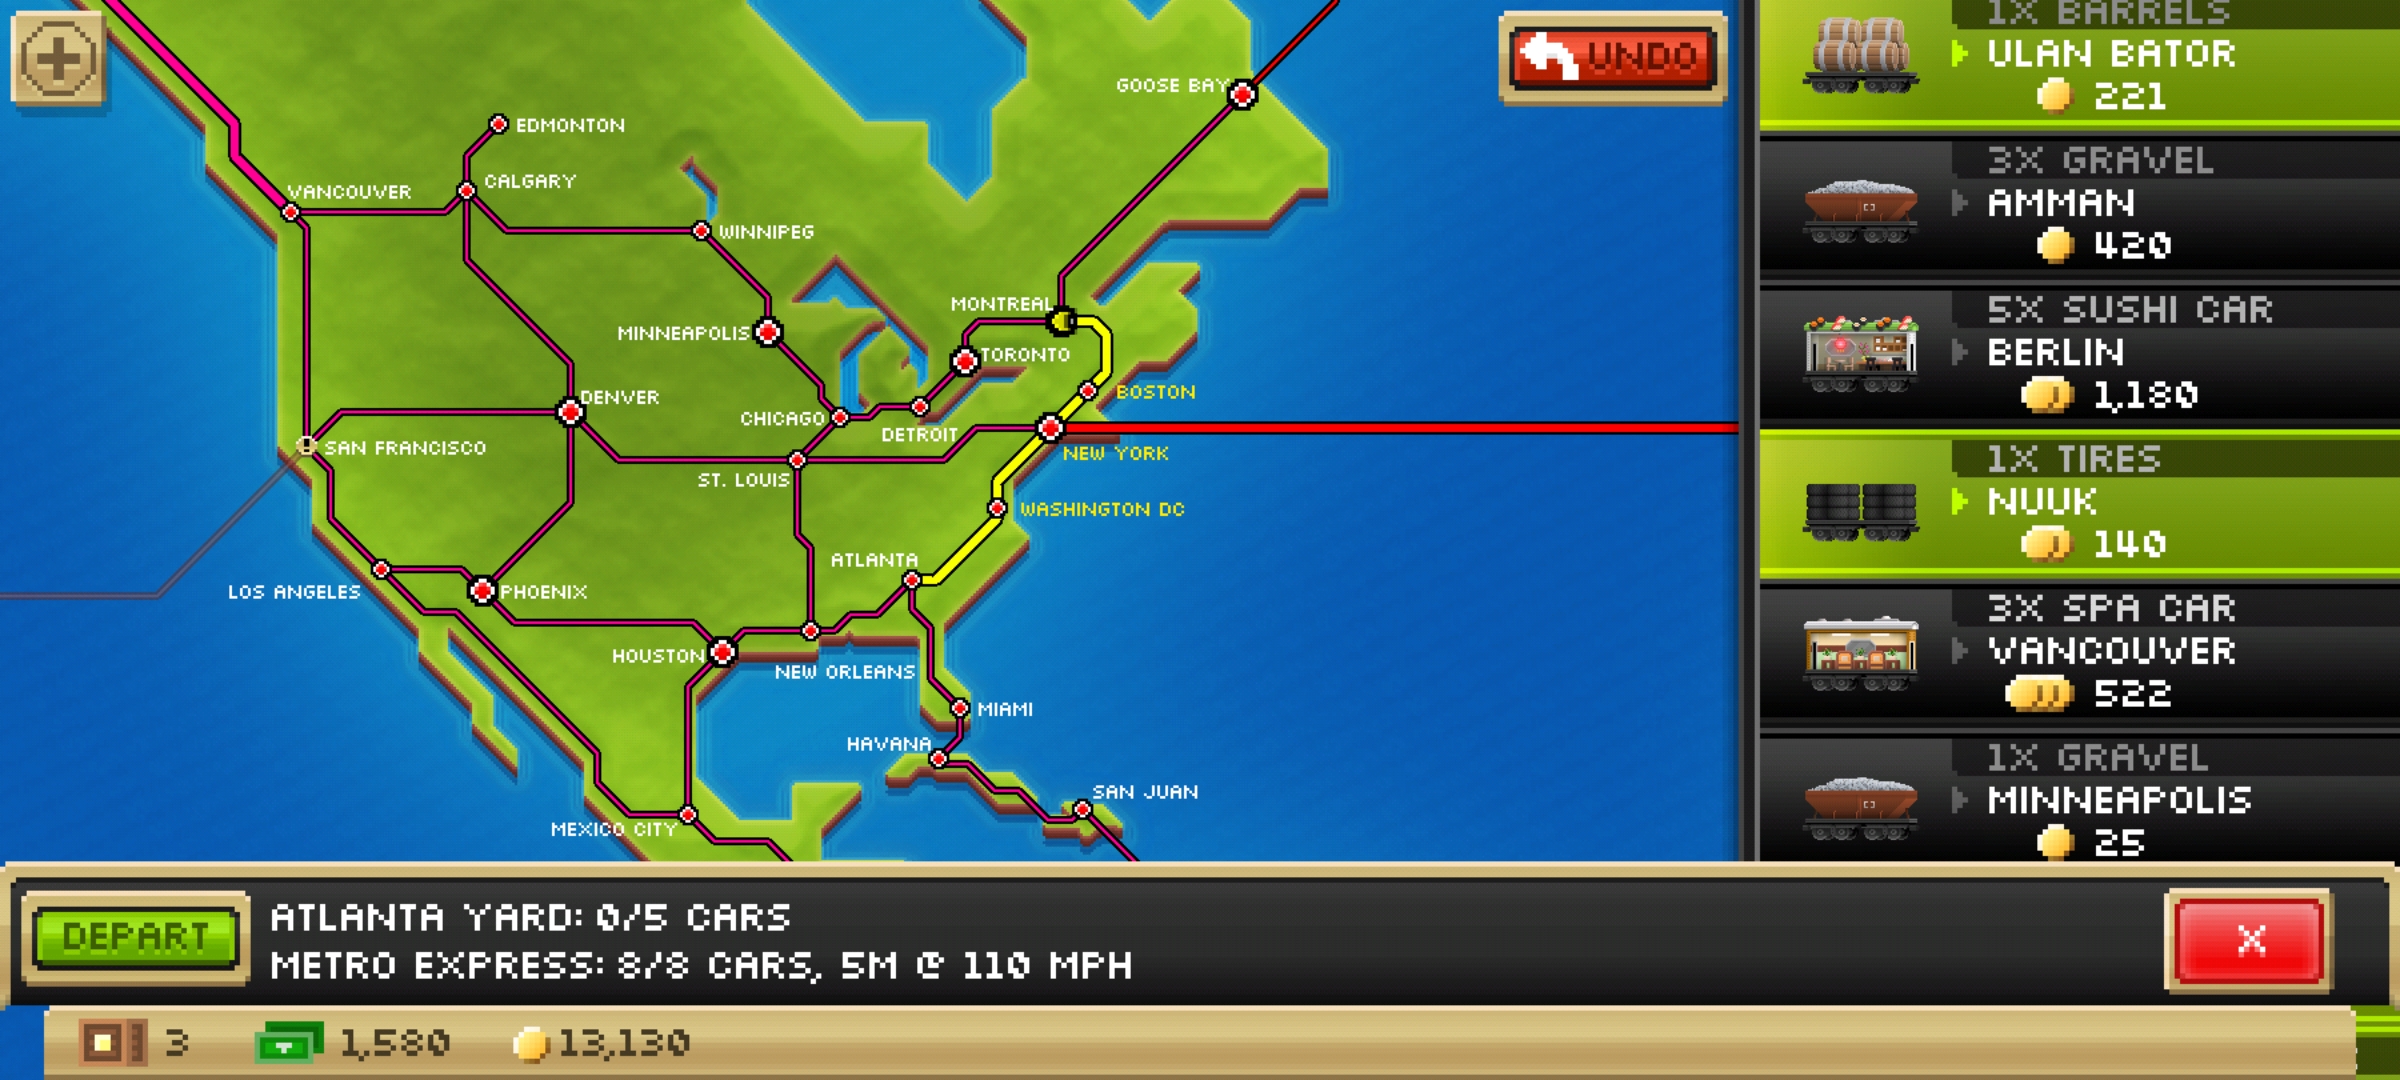 UNDO
GOOSE BAY
EDMONTON
CALGARY
VANCOUVER
WINNIPEG
MONTREAL
MINNEAPOLIS
TORONTO
BOSTON
DENVER
CHICAGO
DETROIT
SAN FRANCISCO
NEW YORK
ST. LOUIS
WASHINGTON DC
ATLANTA
LOS ANGELES
PHOENIX
HOUSTON
NEW ORLEANS
MIAMI
HAVANA
SAN JUAN
MEXICO CITY
1X BARRELS
ULAN BATOR
221
3X GRAVEL
AMMAN
420
5X SUSHI CAR
BERLIN
1,180
1X TIRES
NUUK
140
3X SPA CAR
VANCOUVER
522
1X GRAVEL
MINNEAPOLIS
25
DEPART
ATLANTA YARD: 0/5 CARS
METRO EXPRESS: 8/8 CARS, 5M @ 110 MPH
X
3
1,580
13,130